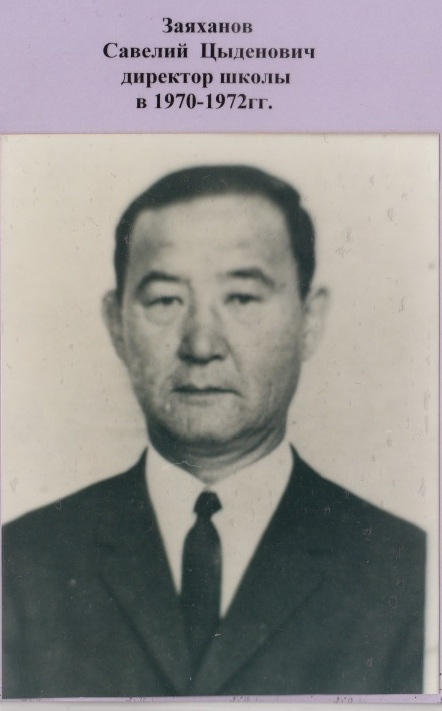 Заяханов
Савелий Цыденович
директор школы
в 1970-1972гг.